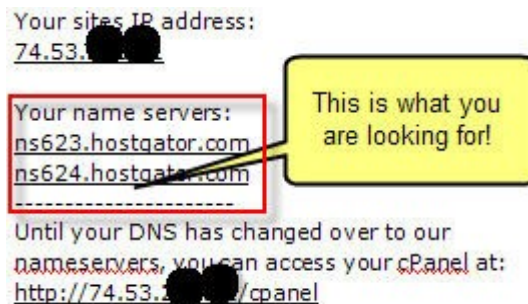 Your sites IP address:
74.53.
Your name servers:
ns623.hostgator.com
ns624.hostgator.com
-----------------------
This is what you
are looking for!
Until your DNS has changed over to our
nameservers, you can access your cPanel at:
http://74.53. /cpanel